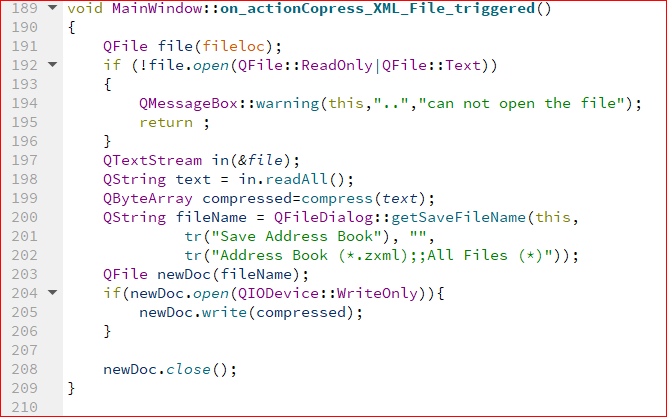 189 void MainWindow::on_actionCopress_XML_File_triggered()
190 {
191     QFile file(fileloc);
192     if (!file.open(QFile::ReadOnly|QFile::Text))
193     {
194         QMessageBox::warning(this,"..","can not open the file");
195         return ;
196     }
197     QTextStream in(&file);
198     QString text = in.readAll();
199     QByteArray compressed=compress(text);
200     QString fileName = QFileDialog::getSaveFileName(this,
201              tr("Save Address Book"), "",
202              tr("Address Book (*.zxml);;All Files (*)"));
203     QFile newDoc(fileName);
204     if(newDoc.open(QIODevice::WriteOnly)){
205         newDoc.write(compressed);
206     }
207
208     newDoc.close();
209 }
210